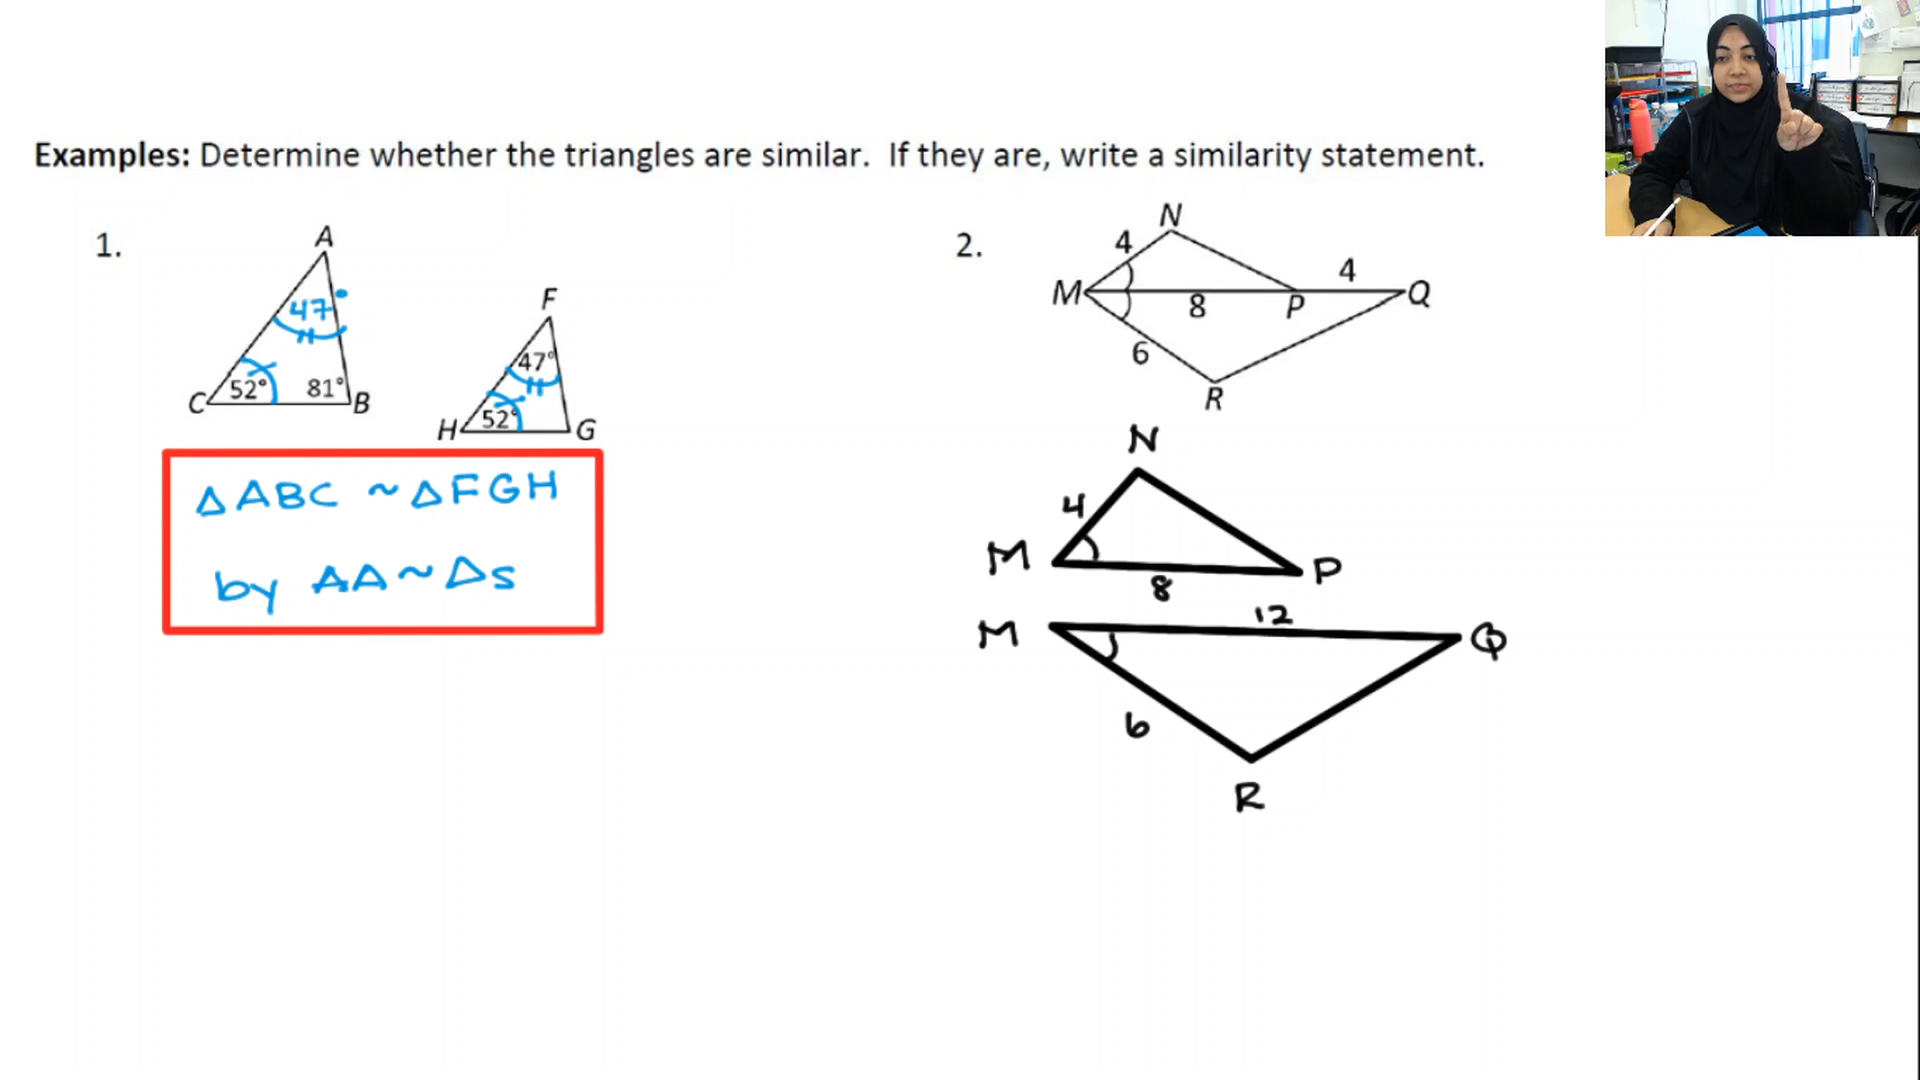 Examples: Determine whether the triangles are similar. If they are, write a similarity statement.
1.
A
47°
F
47°
C 52° 81° B
H 52° G
△ABC ~ △FGH
by AA ~ △s
2.
N
4
4
M 8 P Q
6
R
N
4
M P
8
12
M Q
6
R